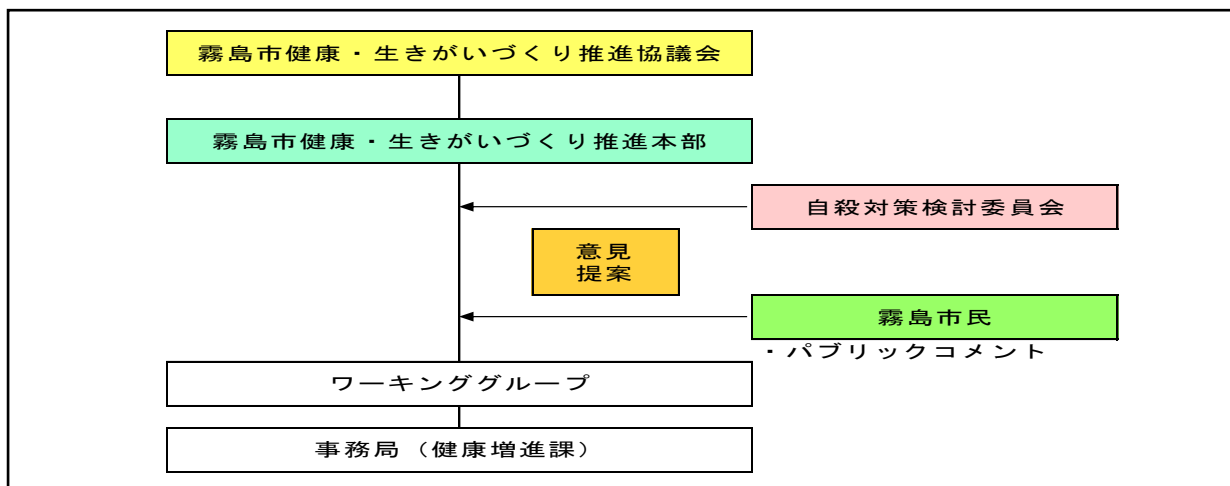 霧島市健康・生きがいづくり推進協議会
霧島市健康・生きがいづくり推進本部
自殺対策検討委員会
意見
提案
霧島市民
・パブリックコメント
ワーキンググループ
事務局（健康増進課）